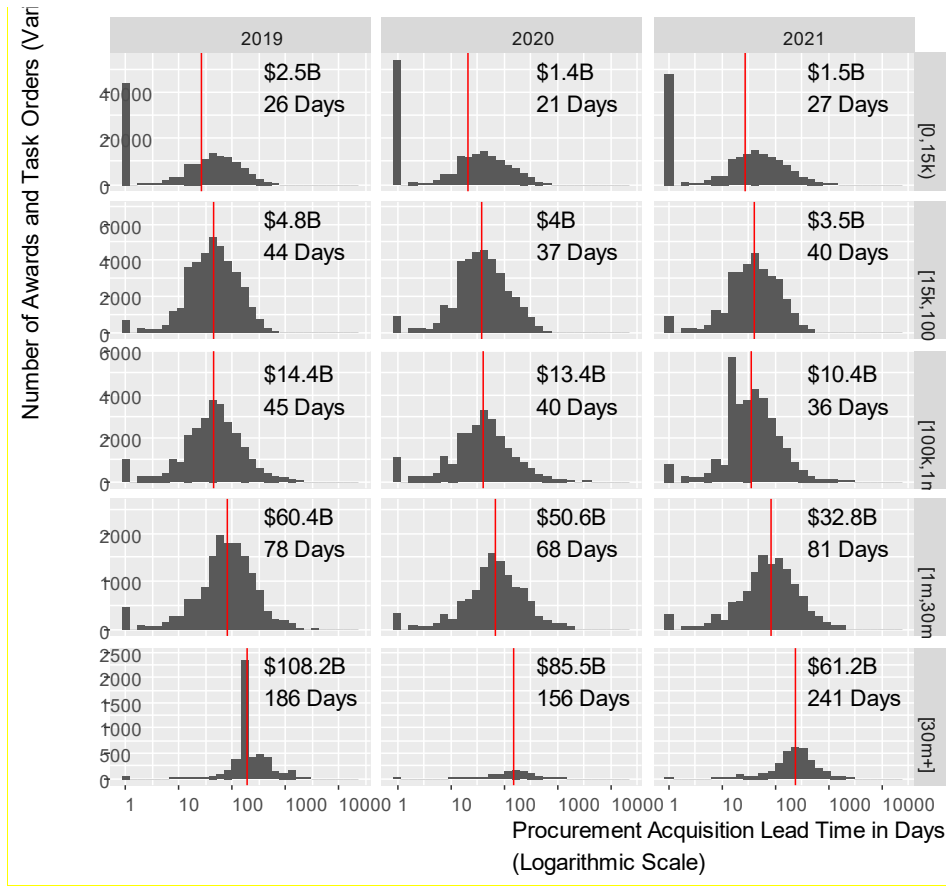 Number of Awards and Task Orders (Vari
2019
2020
2021
$2.5B
26 Days
$1.4B
21 Days
$1.5B
27 Days
40000
20000
0
[0,15k)
$4.8B
44 Days
$4B
37 Days
$3.5B
40 Days
6000
4000
2000
0
[15k,100
$14.4B
45 Days
$13.4B
40 Days
$10.4B
36 Days
6000
4000
2000
0
[100k,1m
$60.4B
78 Days
$50.6B
68 Days
$32.8B
81 Days
2000
1000
0
[1m,30m
$108.2B
186 Days
$85.5B
156 Days
$61.2B
241 Days
2500
2000
1500
1000
500
0
[30m+]
1 10 100 1000 10000 1 10 100 1000 10000 1 10 100 1000 10000
Procurement Acquisition Lead Time in Days
(Logarithmic Scale)